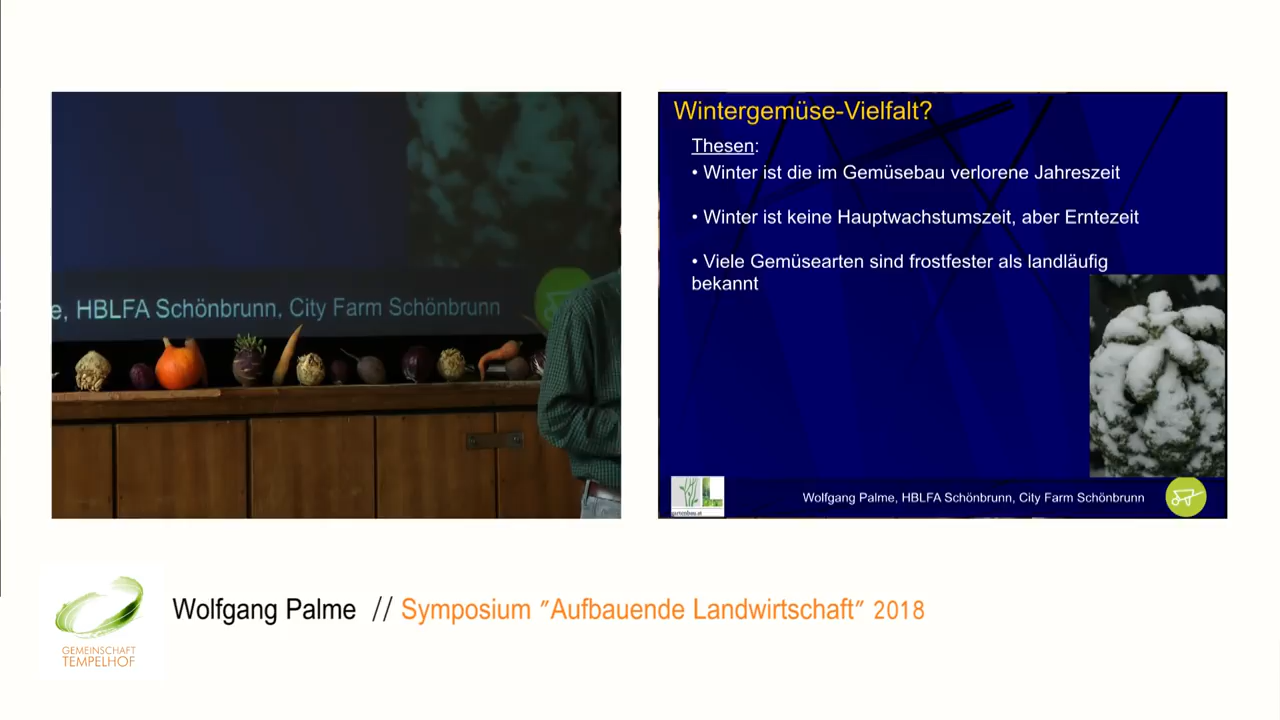 e, HBLFA Schönbrunn, City Farm Schönbrunn
Wintergemüse-Vielfalt?
Thesen:
• Winter ist die im Gemüsebau verlorene Jahreszeit
• Winter ist keine Hauptwachstumszeit, aber Erntezeit
• Viele Gemüsearten sind frostfester als landläufig
bekannt
gartenbau.at
Wolfgang Palme, HBLFA Schönbrunn, City Farm Schönbrunn
Wolfgang Palme // Symposium "Aufbauende Landwirtschaft" 2018
GEMEINSCHAFT
TEMPELHOF